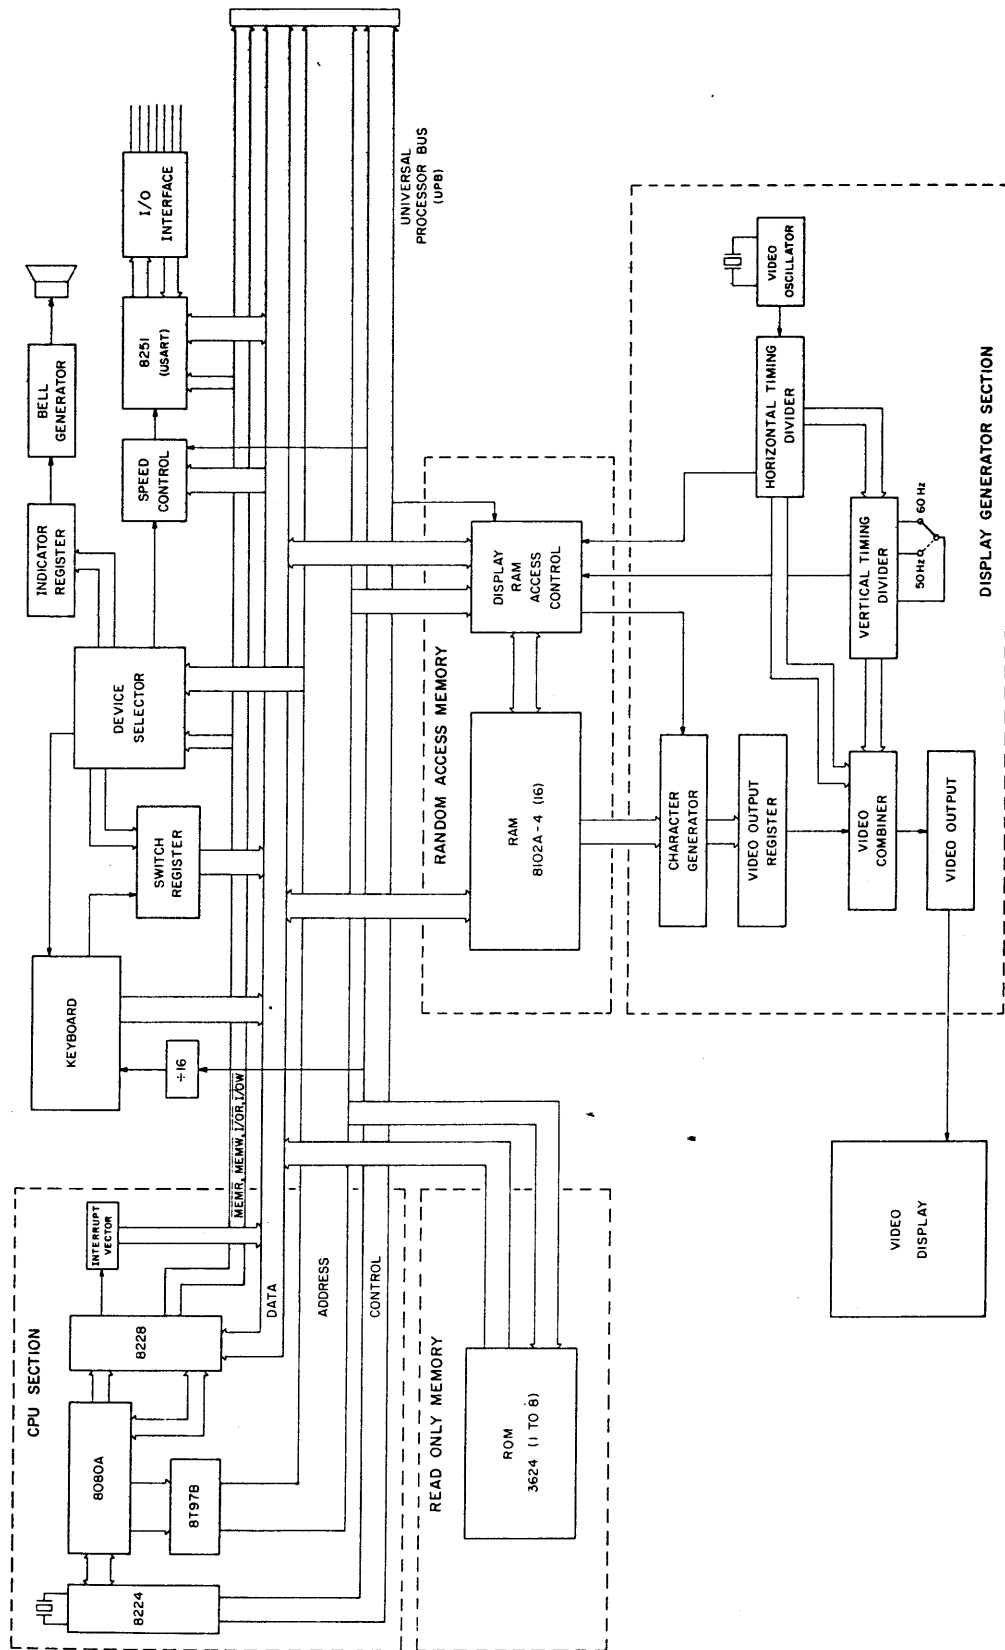 CPU SECTION
8224
8080A
8T97B
8228
INTERRUPT
VECTOR
MEMR, MEMW, I/OR, I/OW
DATA
ADDRESS
CONTROL
KEYBOARD
÷16
SWITCH
REGISTER
DEVICE
SELECTOR
INDICATOR
REGISTER
BELL
GENERATOR
SPEED
CONTROL
8251
(USART)
I/O
INTERFACE
UNIVERSAL
PROCESSOR BUS
(UPB)
READ ONLY MEMORY
ROM
3624 (1 TO 8)
RANDOM ACCESS MEMORY
RAM
8102A-4 (16)
DISPLAY
RAM
ACCESS
CONTROL
CHARACTER
GENERATOR
VIDEO OUTPUT
REGISTER
VIDEO
COMBINER
VIDEO OUTPUT
VIDEO
DISPLAY
HORIZONTAL TIMING
DIVIDER
VIDEO
OSCILLATOR
VERTICAL TIMING
DIVIDER
50Hz
60 Hz
DISPLAY GENERATOR SECTION